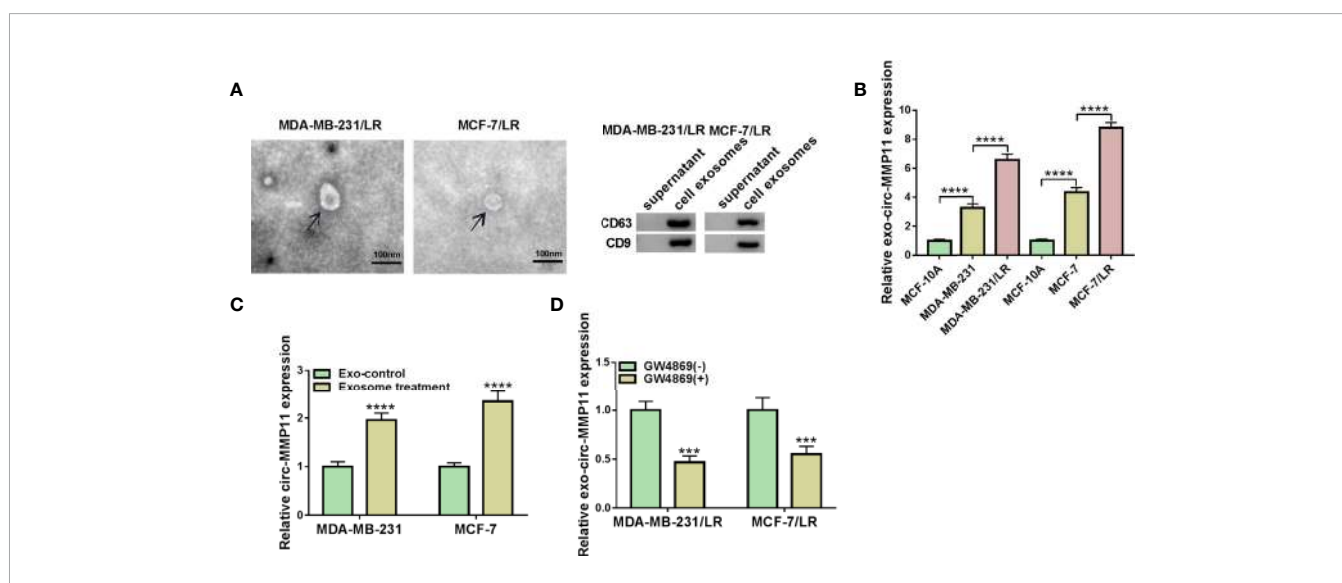 A
MDA-MB-231/LR
MCF-7/LR
100nm
100nm
MDA-MB-231/LR MCF-7/LR
supernatant
cell exosomes
supernatant
cell exosomes
CD63
CD9
B
Relative exo-circ-MMP11 expression
10
8
6
4
2
0
****
****
****
****
MCF-10A
MDA-MB-231
MDA-MB-231/LR
MCF-10A
MCF-7
MCF-7/LR
C
Relative circ-MMP11 expression
3
2
1
0
Exo-control
Exosome treatment
****
****
MDA-MB-231
MCF-7
D
Relative exo-circ-MMP11 expression
1.5
1.0
0.5
0.0
GW4869(-)
GW4869(+)
***
***
MDA-MB-231/LR
MCF-7/LR